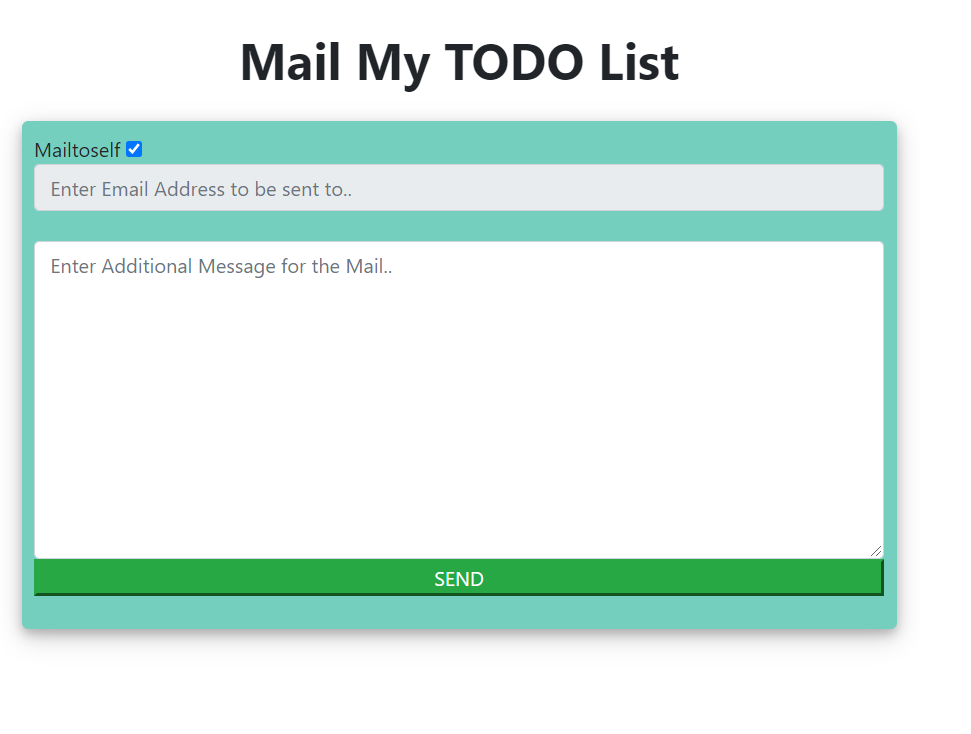 Mail My TODO List
Mailtoself
Enter Email Address to be sent to..
Enter Additional Message for the Mail..
SEND